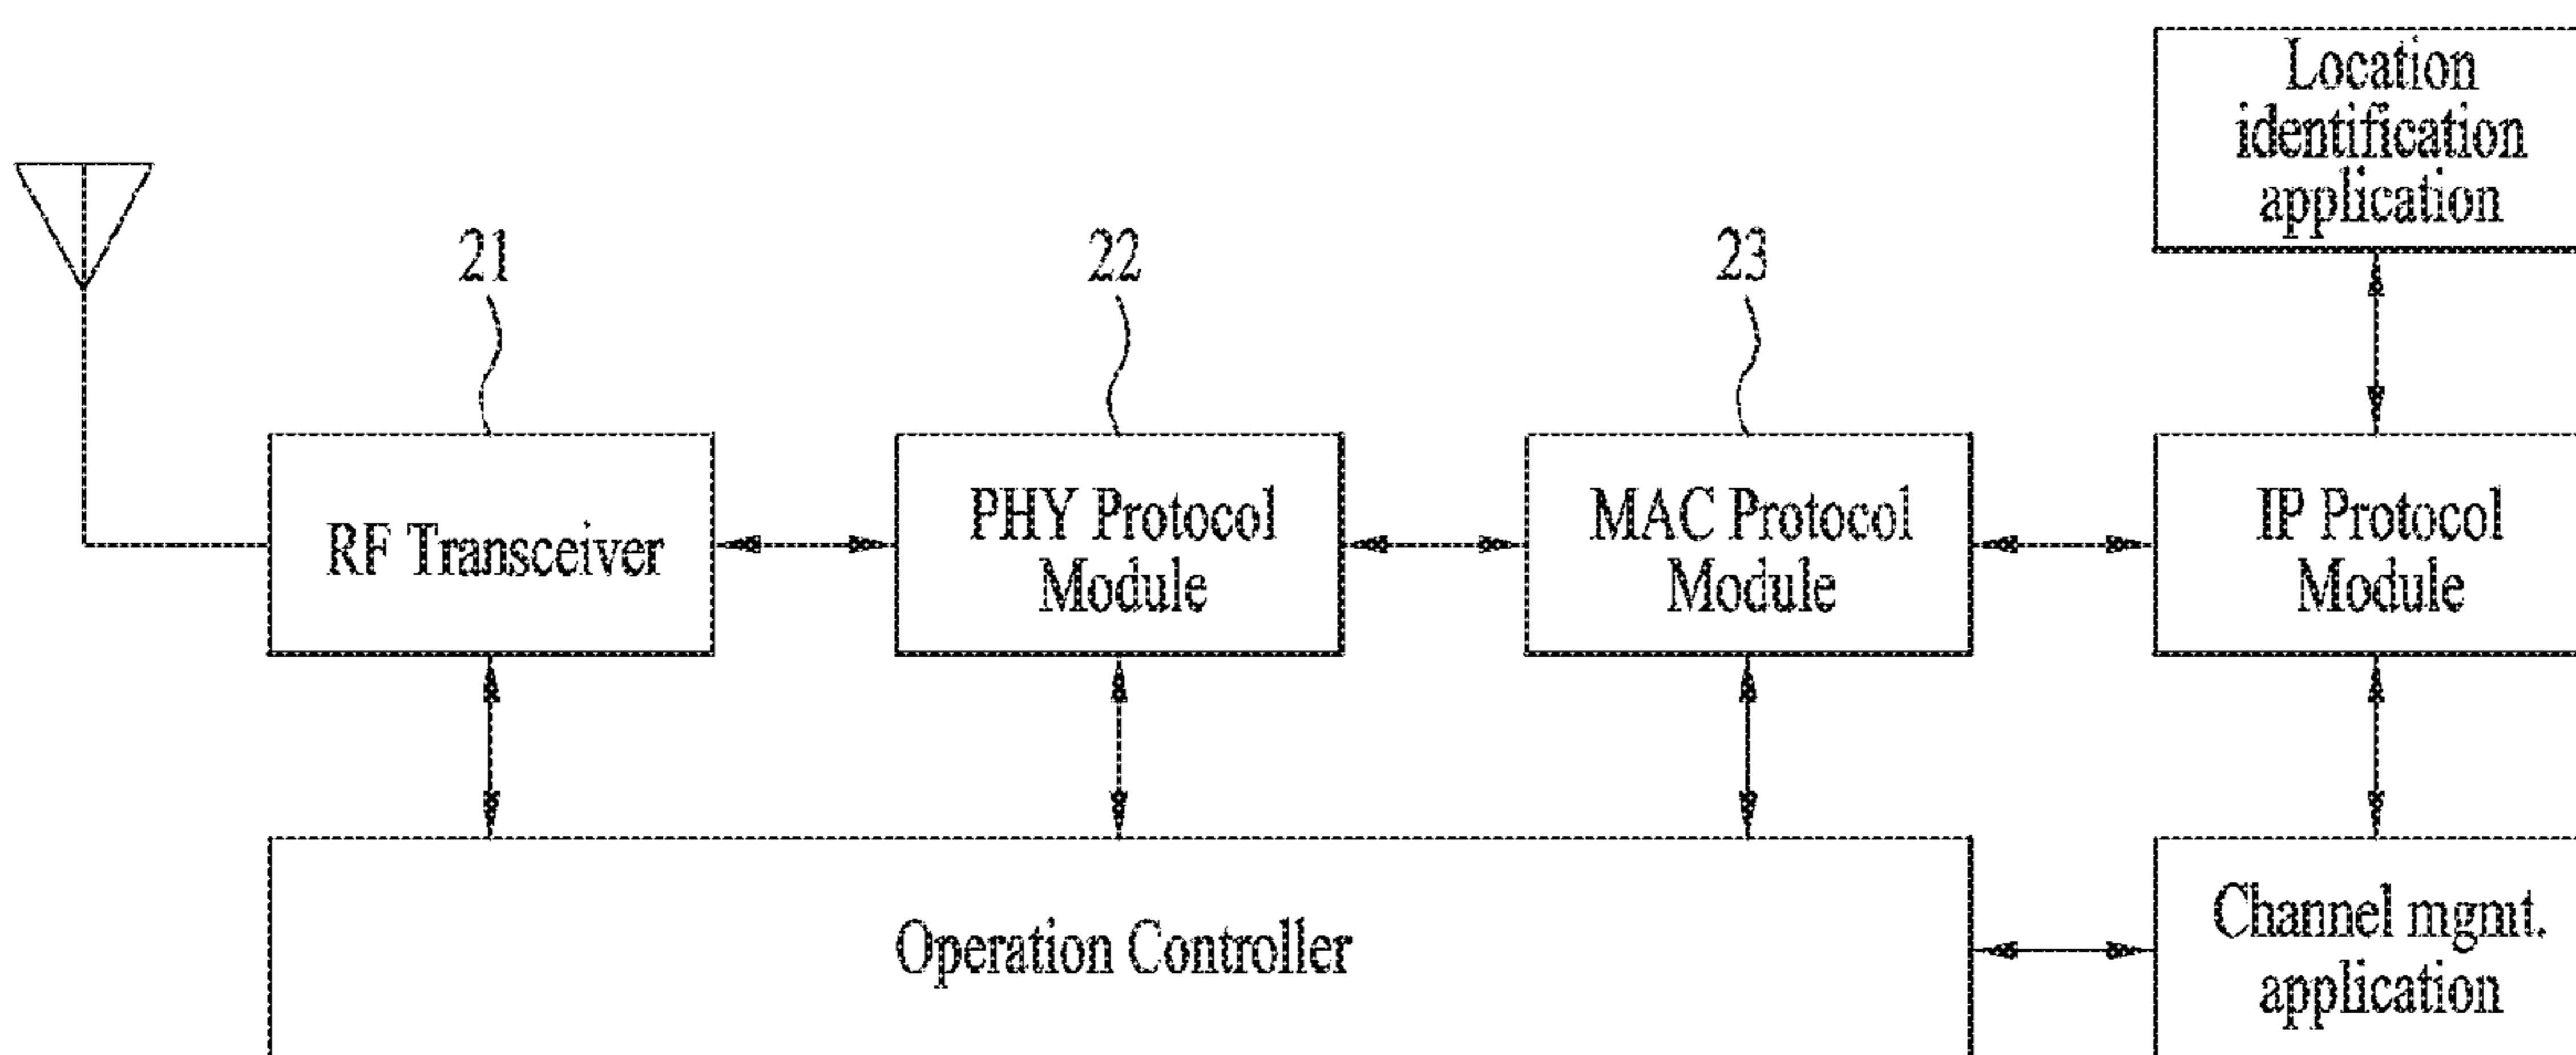 Location
identification
application
21
22
23
RF Transceiver
PHY Protocol
Module
MAC Protocol
Module
IP Protocol
Module
Operation Controller
Channel mgmt.
application